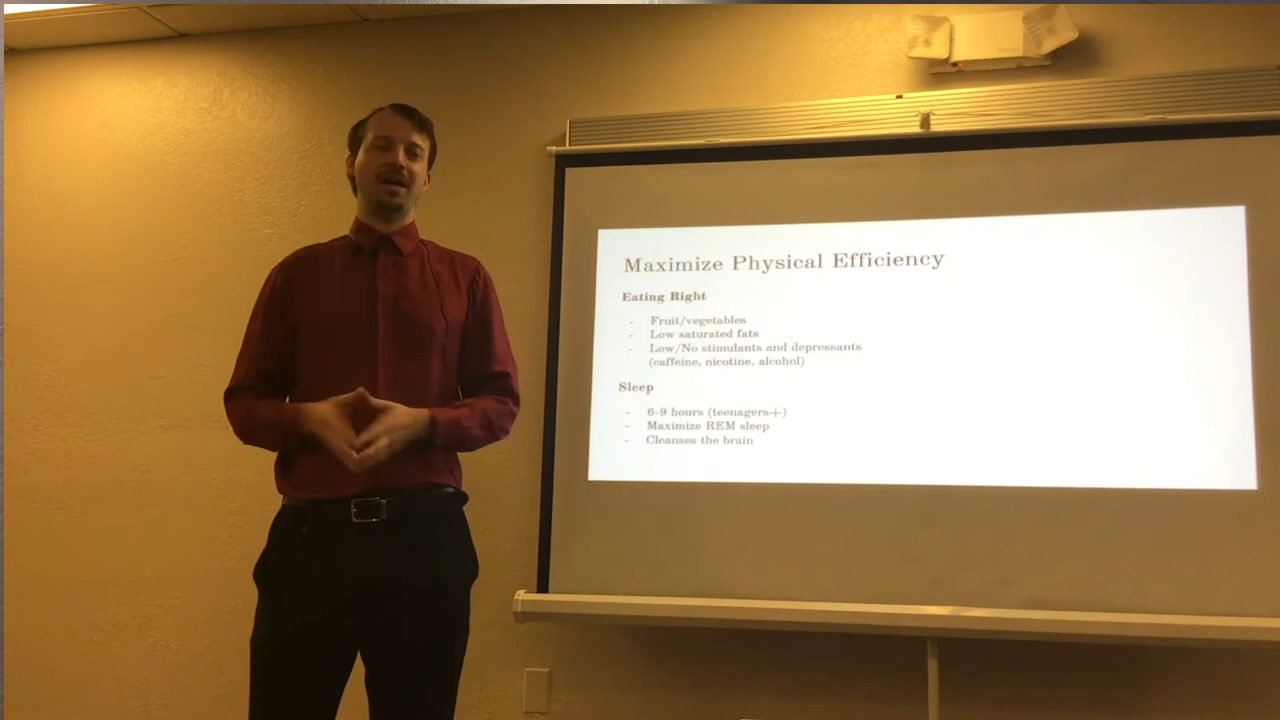 Maximize Physical Efficiency
Eating Right
- Fruit/vegetables
- Low saturated fats
- Low/No stimulants and depressants
(caffeine, nicotine, alcohol)
Sleep
- 6-9 hours (teenagers+)
- Maximize REM sleep
- Cleanses the brain